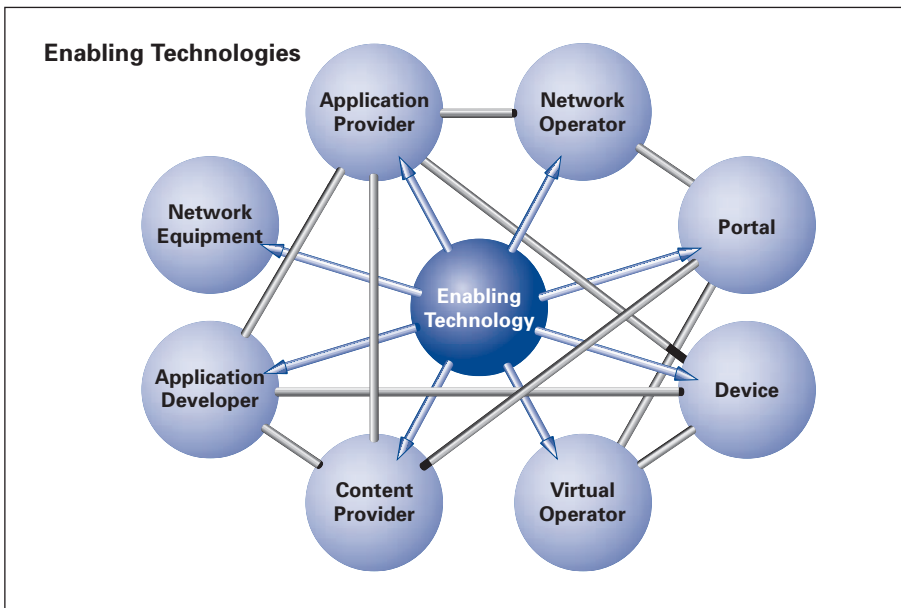 Enabling Technologies
Application
Provider
Network
Operator
Network
Equipment
Portal
Enabling
Technology
Application
Developer
Device
Content
Provider
Virtual
Operator